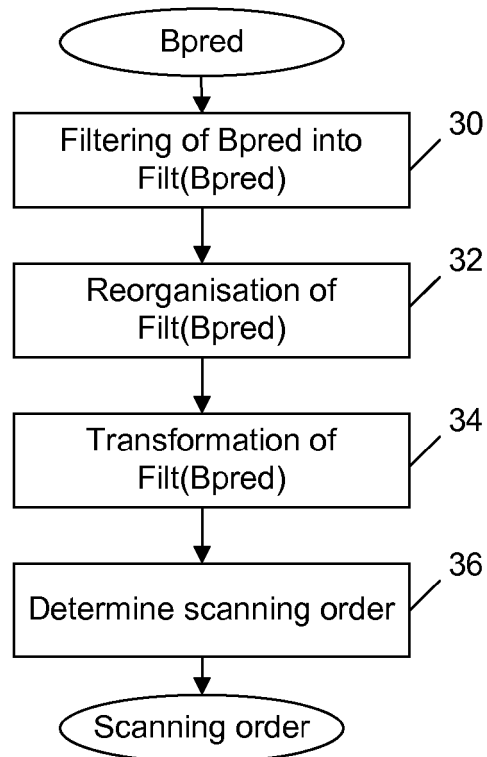 Bpred
Filtering of Bpred into
Filt(Bpred)
30
Reorganisation of
Filt(Bpred)
32
Transformation of
Filt(Bpred)
34
Determine scanning order
36
Scanning order